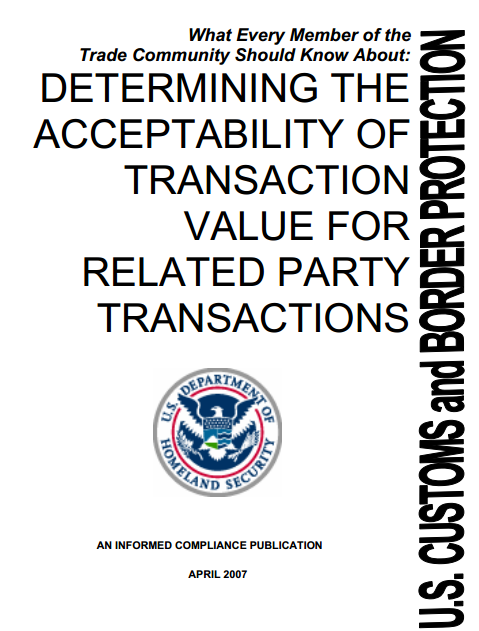 What Every Member of the
Trade Community Should Know About:
DETERMINING THE
ACCEPTABILITY OF
TRANSACTION
VALUE FOR
RELATED PARTY
TRANSACTIONS
U.S. DEPARTMENT OF
HOMELAND SECURITY
AN INFORMED COMPLIANCE PUBLICATION
APRIL 2007
U.S. CUSTOMS and BORDER PROTECTION